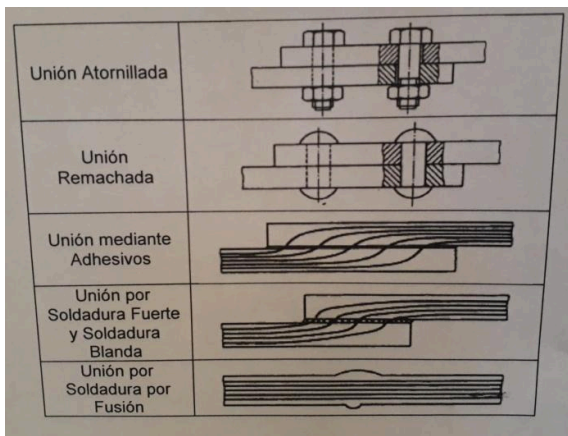 Unión Atornillada
Unión
Remachada
Unión mediante
Adhesivos
Unión por
Soldadura Fuerte
y Soldadura
Blanda
Unión por
Soldadura por
Fusión